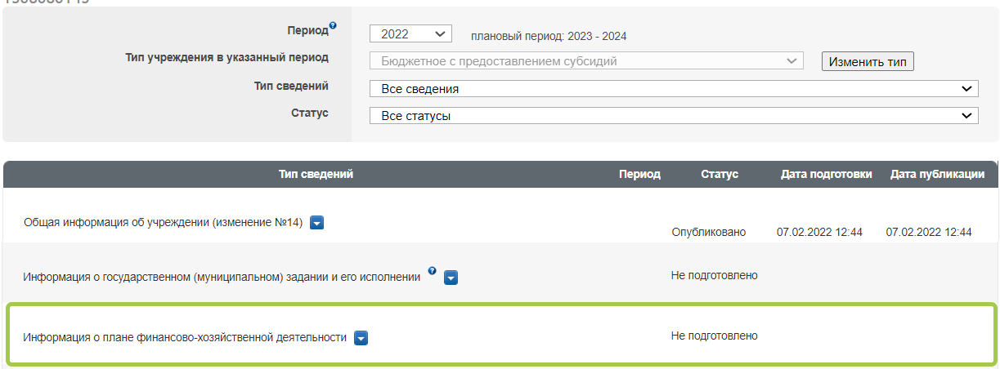 Период
2022 плановый период: 2023 - 2024
Тип учреждения в указанный период Бюджетное с предоставлением субсидий Изменить тип
Тип сведений Все сведения
Статус Все статусы
Тип сведений Период Статус Дата подготовки Дата публикации
Общая информация об учреждении (изменение №14)
Опубликовано 07.02.2022 12:44 07.02.2022 12:44
Информация о государственном (муниципальном) задании и его исполнении ? Не подготовлено
Информация о плане финансово-хозяйственной деятельности Не подготовлено